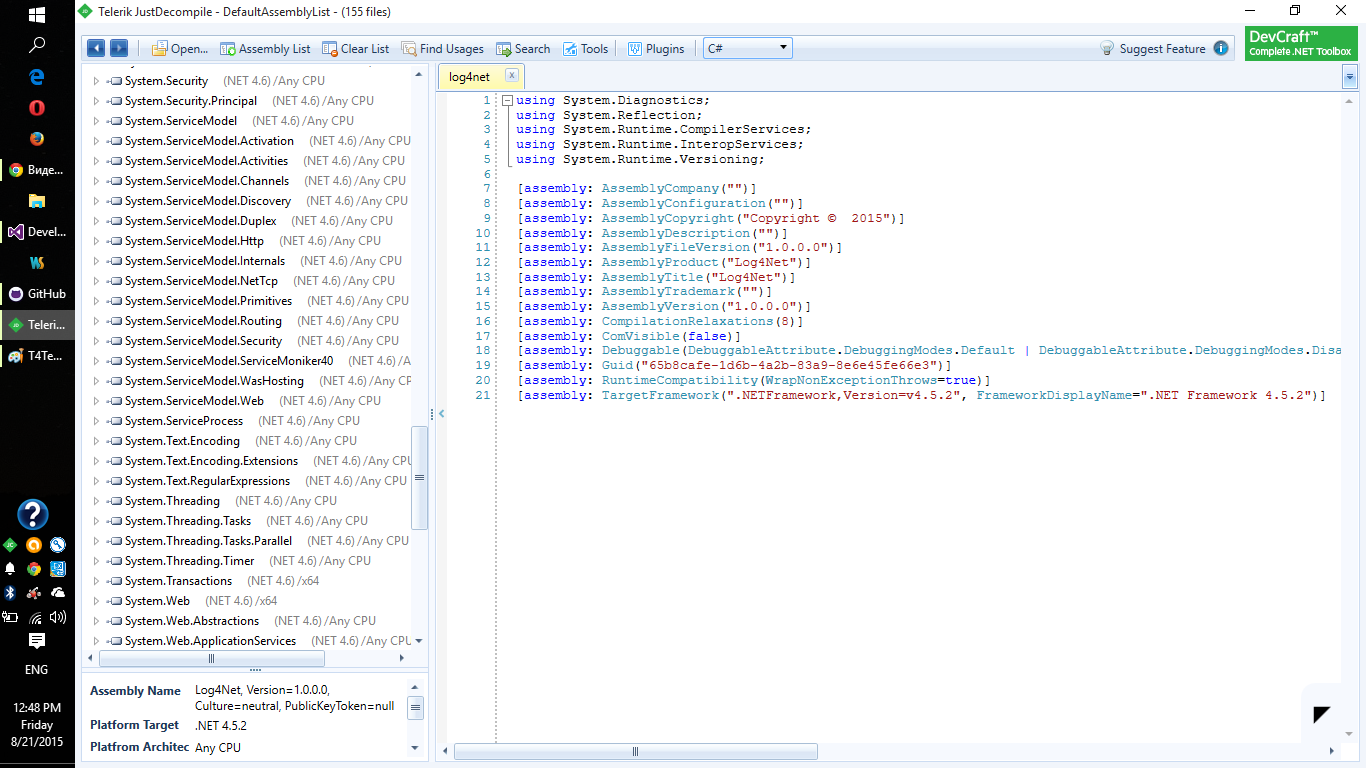 Telerik JustDecompile - DefaultAssemblyList - (155 files)
Open... Assembly List Clear List Find Usages Search Tools Plugins C# Suggest Feature
DevCraft™
Complete .NET Toolbox
Виде...
Devel...
GitHub
Teleri...
T4Te...
ENG
12:48 PM
Friday
8/21/2015
System.Security (NET 4.6)/Any CPU
System.Security.Principal (NET 4.6)/Any CPU
System.ServiceModel (NET 4.6)/Any CPU
System.ServiceModel.Activation (NET 4.6)/Any CPU
System.ServiceModel.Activities (NET 4.6)/Any CPU
System.ServiceModel.Channels (NET 4.6)/Any CPU
System.ServiceModel.Discovery (NET 4.6)/Any CPU
System.ServiceModel.Duplex (NET 4.6)/Any CPU
System.ServiceModel.Http (NET 4.6)/Any CPU
System.ServiceModel.Internals (NET 4.6)/Any CPU
System.ServiceModel.NetTcp (NET 4.6)/Any CPU
System.ServiceModel.Primitives (NET 4.6)/Any CPU
System.ServiceModel.Routing (NET 4.6)/Any CPU
System.ServiceModel.Security (NET 4.6)/Any CPU
System.ServiceModel.ServiceMoniker40 (NET 4.6)/A
System.ServiceModel.WasHosting (NET 4.6)/Any CPU
System.ServiceModel.Web (NET 4.6)/Any CPU
System.ServiceProcess (NET 4.6)/Any CPU
System.Text.Encoding (NET 4.6)/Any CPU
System.Text.Encoding.Extensions (NET 4.6)/Any CPU
System.Text.RegularExpressions (NET 4.6)/Any CPU
System.Threading (NET 4.6)/Any CPU
System.Threading.Tasks (NET 4.6)/Any CPU
System.Threading.Tasks.Parallel (NET 4.6)/Any CPU
System.Threading.Timer (NET 4.6)/Any CPU
System.Transactions (NET 4.6)/x64
System.Web (NET 4.6)/x64
System.Web.Abstractions (NET 4.6)/Any CPU
System.Web.ApplicationServices (NET 4.6)/Any CPU
Assembly Name Log4Net, Version=1.0.0.0,
Culture=neutral, PublicKeyToken=null
Platform Target .NET 4.5.2
Platfrom Architec Any CPU
log4net
1 using System.Diagnostics;
2 using System.Reflection;
3 using System.Runtime.CompilerServices;
4 using System.Runtime.InteropServices;
5 using System.Runtime.Versioning;
6
7 [assembly: AssemblyCompany("")]
8 [assembly: AssemblyConfiguration("")]
9 [assembly: AssemblyCopyright("Copyright ©  2015")]
10 [assembly: AssemblyDescription("")]
11 [assembly: AssemblyFileVersion("1.0.0.0")]
12 [assembly: AssemblyProduct("Log4Net")]
13 [assembly: AssemblyTitle("Log4Net")]
14 [assembly: AssemblyTrademark("")]
15 [assembly: AssemblyVersion("1.0.0.0")]
16 [assembly: CompilationRelaxations(8)]
17 [assembly: ComVisible(false)]
18 [assembly: Debuggable(DebuggableAttribute.DebuggingModes.Default | DebuggableAttribute.DebuggingModes.Disa
19 [assembly: Guid("65b8cafe-1d6b-4a2b-83a9-8e6e45fe66e3")]
20 [assembly: RuntimeCompatibility(WrapNonExceptionThrows=true)]
21 [assembly: TargetFramework(".NETFramework,Version=v4.5.2", FrameworkDisplayName=".NET Framework 4.5.2")]